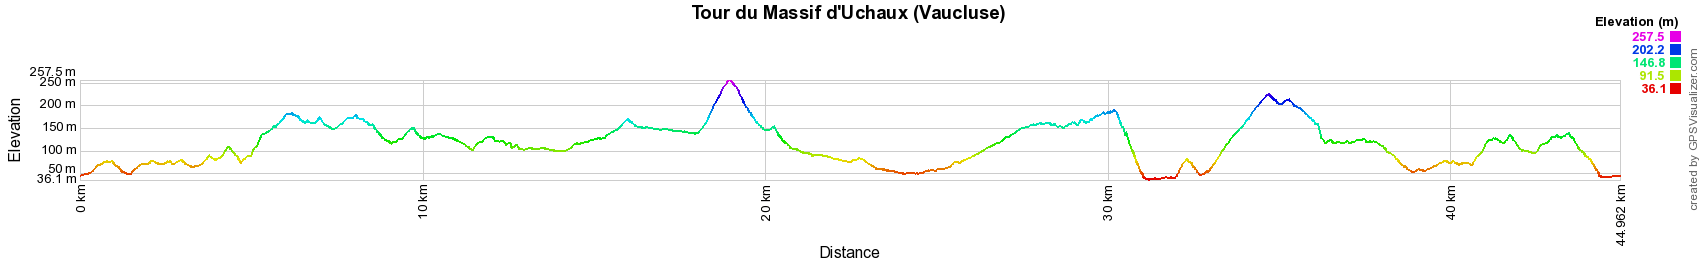 Tour du Massif d'Uchaux (Vaucluse)
Elevation (m)
257.5
202.2
146.8
91.5
36.1
257.5 m
250 m
200 m
150 m
100 m
50 m
36.1 m
Elevation
0 km
10 km
20 km
30 km
40 km
44.962 km
Distance
created by GPSVisualizer.com